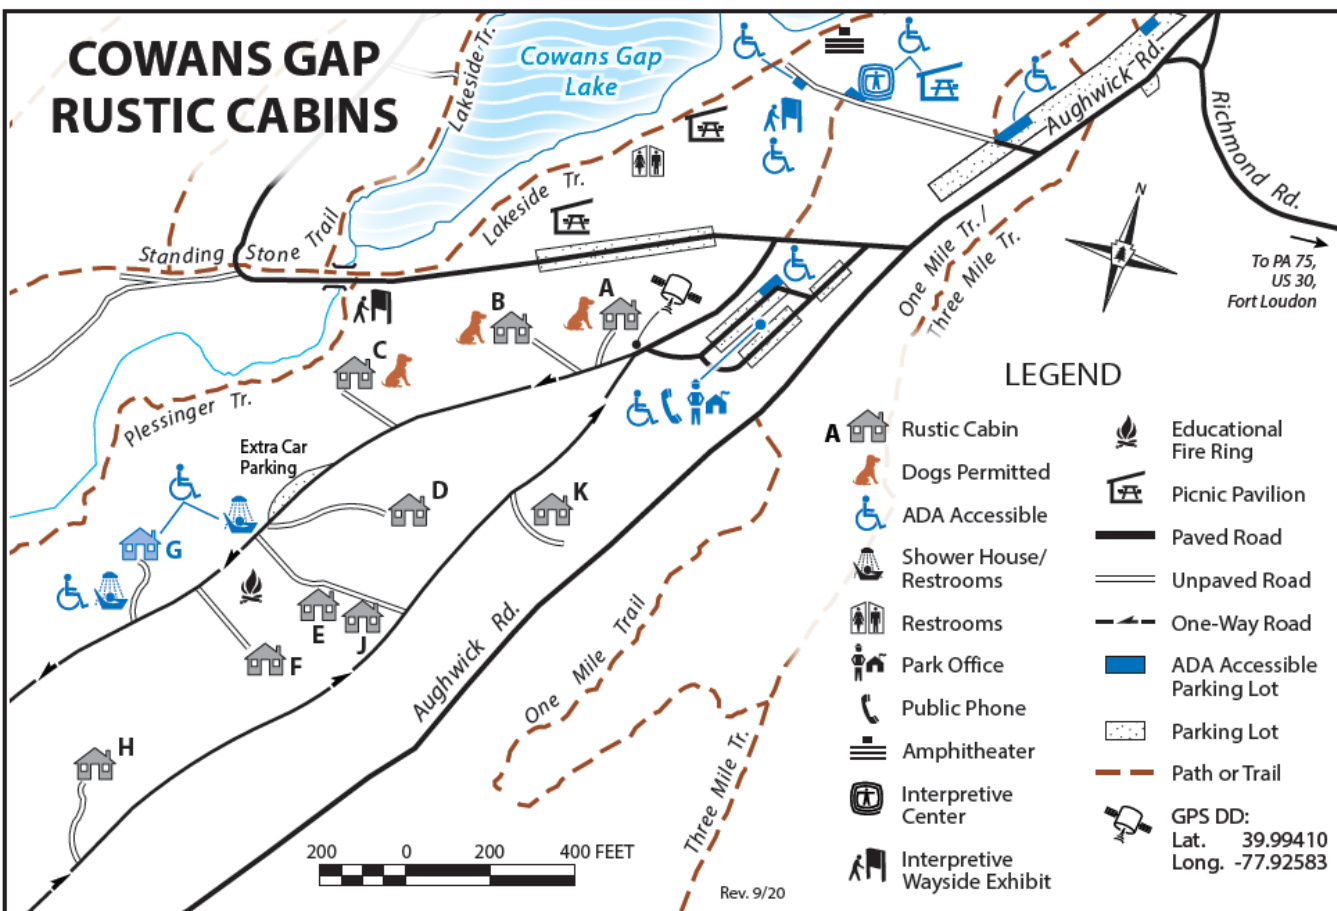 COWANS GAP
RUSTIC CABINS
Lakeside Tr.
Cowans Gap
Lake
Aughwick Rd.
Richmond Rd.
Lakeside Tr.
Standing Stone Trail
N
To PA 75,
US 30,
Fort Loudon
One Mile Tr./
Three Mile Tr.
B
A
C
Plessinger Tr.
Extra Car
Parking
D
K
G
E
J
F
H
Aughwick Rd.
One Mile Trail
Three Mile Tr.
200 0 200 400 FEET
Rev. 9/20
LEGEND
A Rustic Cabin
Dogs Permitted
ADA Accessible
Shower House/
Restrooms
Restrooms
Park Office
Public Phone
Amphitheater
Interpretive
Center
Interpretive
Wayside Exhibit
Educational
Fire Ring
Picnic Pavilion
Paved Road
Unpaved Road
One-Way Road
ADA Accessible
Parking Lot
Parking Lot
Path or Trail
GPS DD:
Lat. 39.99410
Long. -77.92583